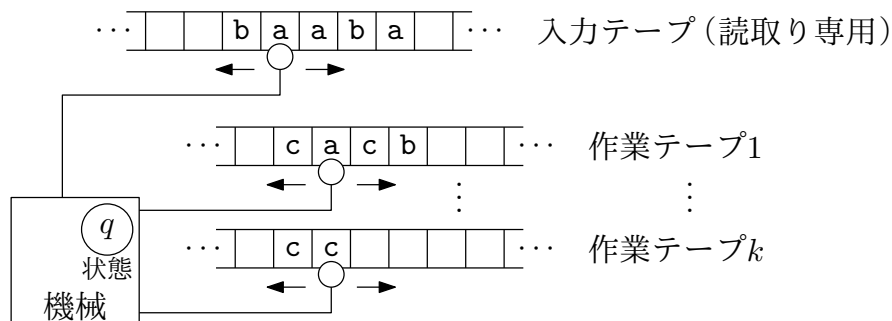 ··· b a a b a ··· 入力テープ(読取り専用)
··· c a c b ··· 作業テープ1
⋮ ⋮
q ··· c c ··· 作業テープk
状態
機械